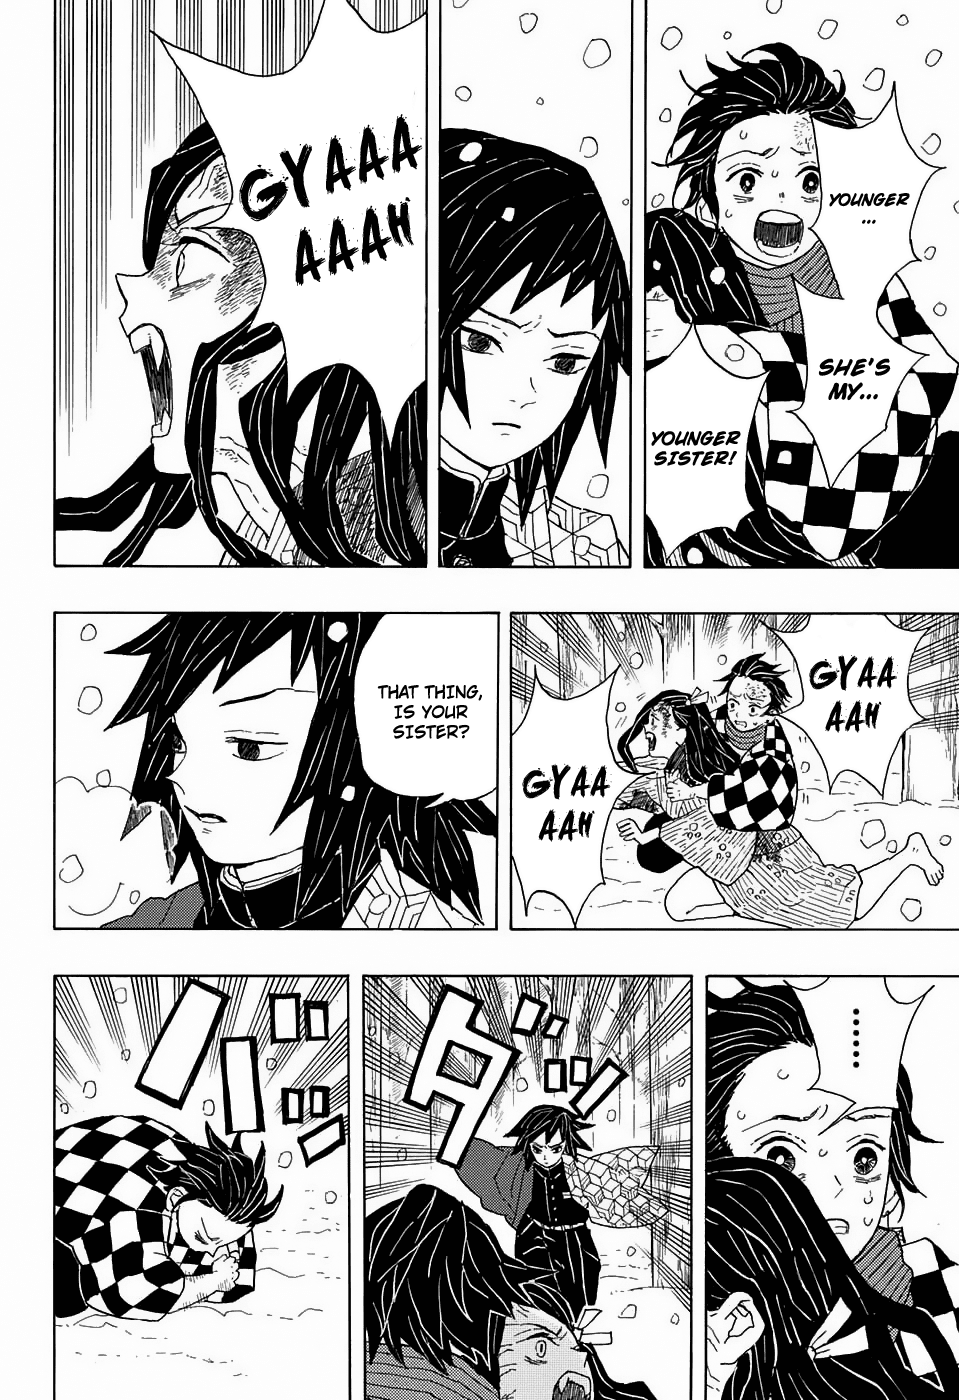 YOUNGER
...
SHE'S
MY...
YOUNGER
SISTER!
GYAAA
AAAH
GYAA
AAH
GYAA
AAH
THAT THING,
IS YOUR
SISTER?
......
ダッ
バッ